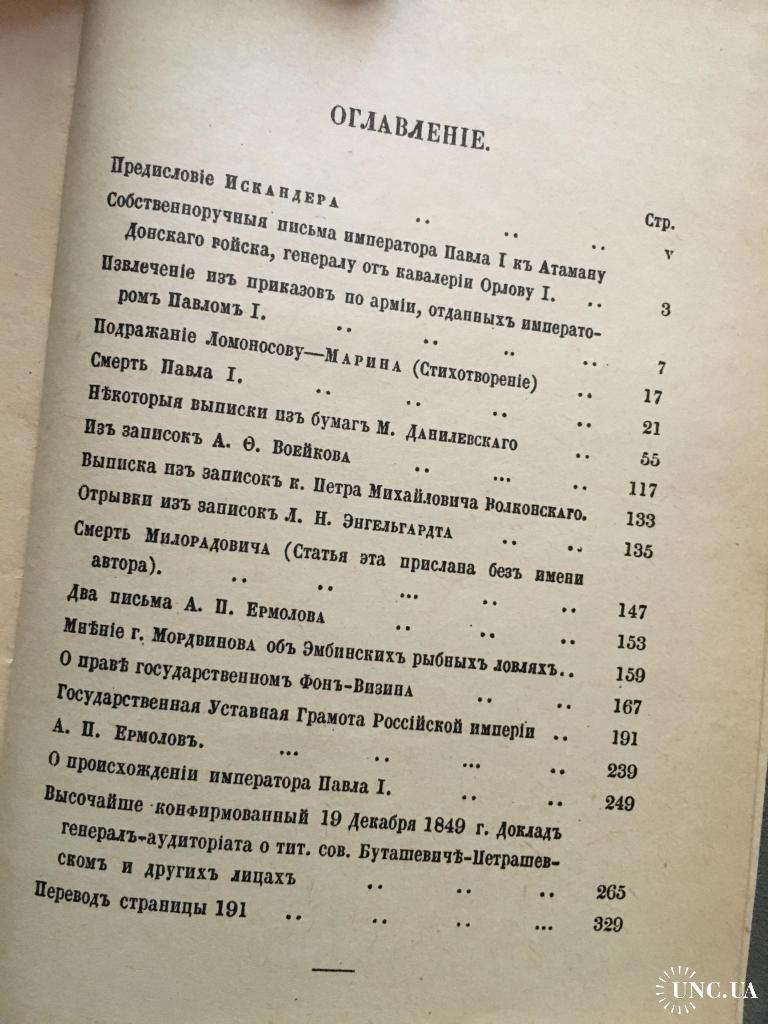 ОГЛАВЛЕНІЕ.
Стр.
Предисловіе Искандера .. .. .. v
Собственноручныя письма императора Павла I къ Атаману
Донскаго войска, генералу отъ кавалеріи Орлову I. .. 3
Извлеченіе изъ приказовъ по арміи, отданныхъ императо-
ромъ Павломъ I. .. .. .. .. 7
Подражаніе Ломоносову—Марина (Стихотвореніе) .. 17
Смерть Павла I. .. .. .. .. 21
Нѣкоторыя выписки изъ бумагъ М. Данилевскаго .. 55
Изъ записокъ А. Ѳ. Воейкова .. ... .. 117
Выписка изъ записокъ к. Петра Михайловича Волконскаго. 133
Отрывки изъ записокъ Л. Н. Энгельгардта .. .. 135
Смерть Милорадовича (Статья эта прислана безъ имени
автора). .. .. ... .. .. 147
Два письма А. П. Ермолова .. .. .. 153
Мнѣніе г. Мордвинова объ Эмбинскихъ рыбныхъ ловляхъ.. 159
О правѣ государственномъ Фонъ-Визина .. .. 167
Государственная Уставная Грамота Россійской имперіи .. 191
А. П. Ермоловъ. ... .. ... .. 239
О происхожденіи императора Павла I. .. .. 249
Высочайше конфирмованный 19 Декабря 1849 г. Докладъ
генералъ-аудиторіата о тит. сов. Буташевичѣ-Петрашев-
скомъ и другихъ лицахъ .. .. .. 265
Переводъ страницы 191 .. .. .. ... 329
UNC.UA